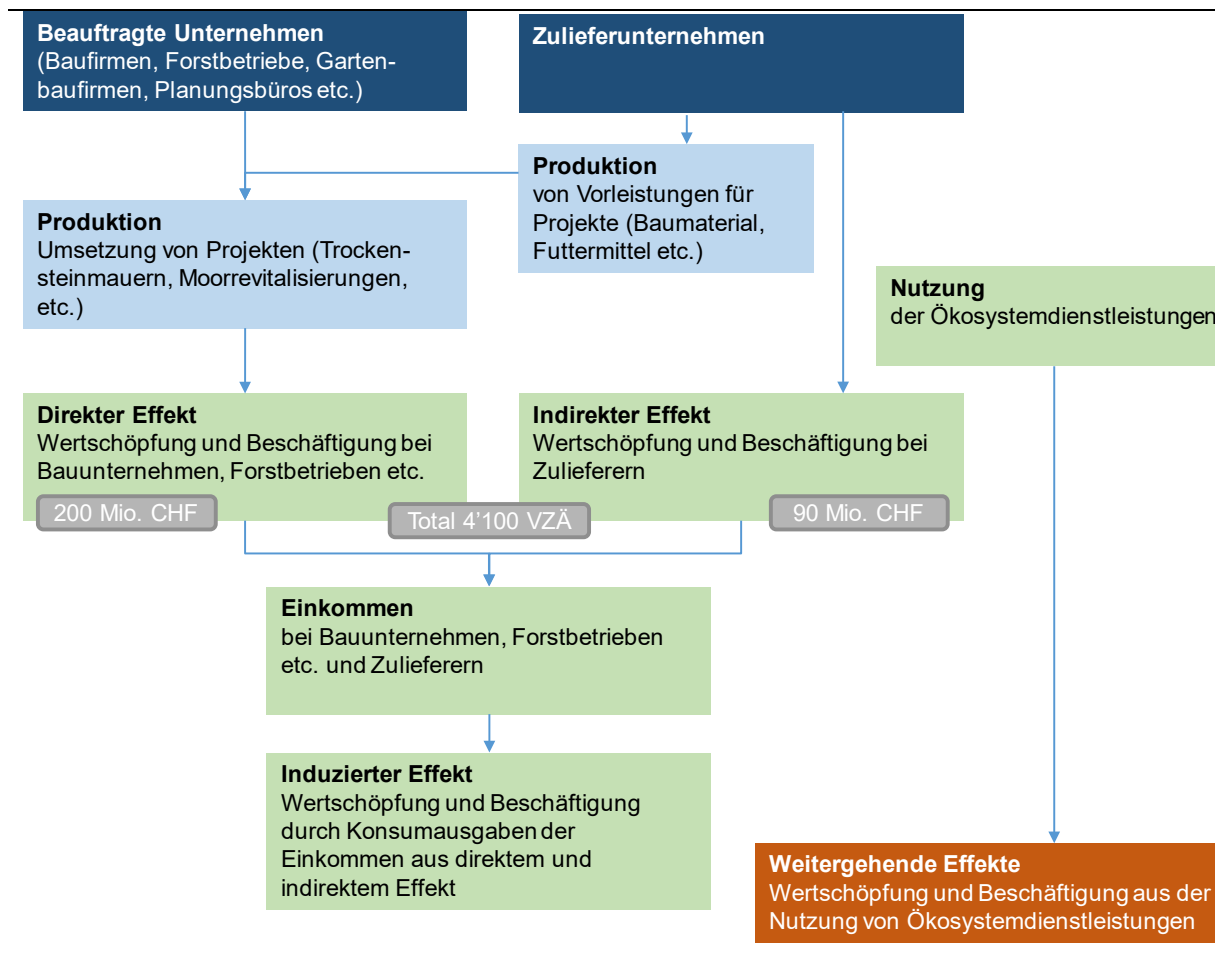 Beauftragte Unternehmen
(Baufirmen, Forstbetriebe, Garten-
baufirmen, Planungsbüros etc.)
Zulieferunternehmen
Produktion
von Vorleistungen für
Projekte (Baumaterial,
Futtermittel etc.)
Produktion
Umsetzung von Projekten (Trocken-
steinmauern, Moorrevitalisierungen,
etc.)
Nutzung
der Ökosystemdienstleistungen
Direkter Effekt
Wertschöpfung und Beschäftigung bei
Bauunternehmen, Forstbetrieben etc.
200 Mio. CHF
Indirekter Effekt
Wertschöpfung und Beschäftigung bei
Zulieferern
Total 4'100 VZÄ
90 Mio. CHF
Einkommen
bei Bauunternehmen, Forstbetrieben
etc. und Zulieferern
Induzierter Effekt
Wertschöpfung und Beschäftigung
durch Konsumausgaben der
Einkommen aus direktem und
indirektem Effekt
Weitergehende Effekte
Wertschöpfung und Beschäftigung aus der
Nutzung von Ökosystemdienstleistungen